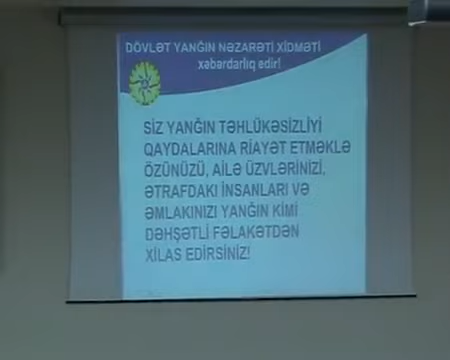 DÖVLƏT YANĞIN NƏZARƏTİ XİDMƏTİ
xəbərdarlıq edir!
SİZ YANĞIN TƏHLÜKƏSİZLİYİ
QAYDALARINA RİAYƏT ETMƏKLƏ
ÖZÜNÜZÜ, AİLƏ ÜZVLƏRİNİZİ,
ƏTRAFDAKI İNSANLARI VƏ
ƏMLAKINIZI YANĞIN KİMİ
DƏHŞƏTLİ FƏLAKƏTDƏN
XİLAS EDİRSİNİZ!